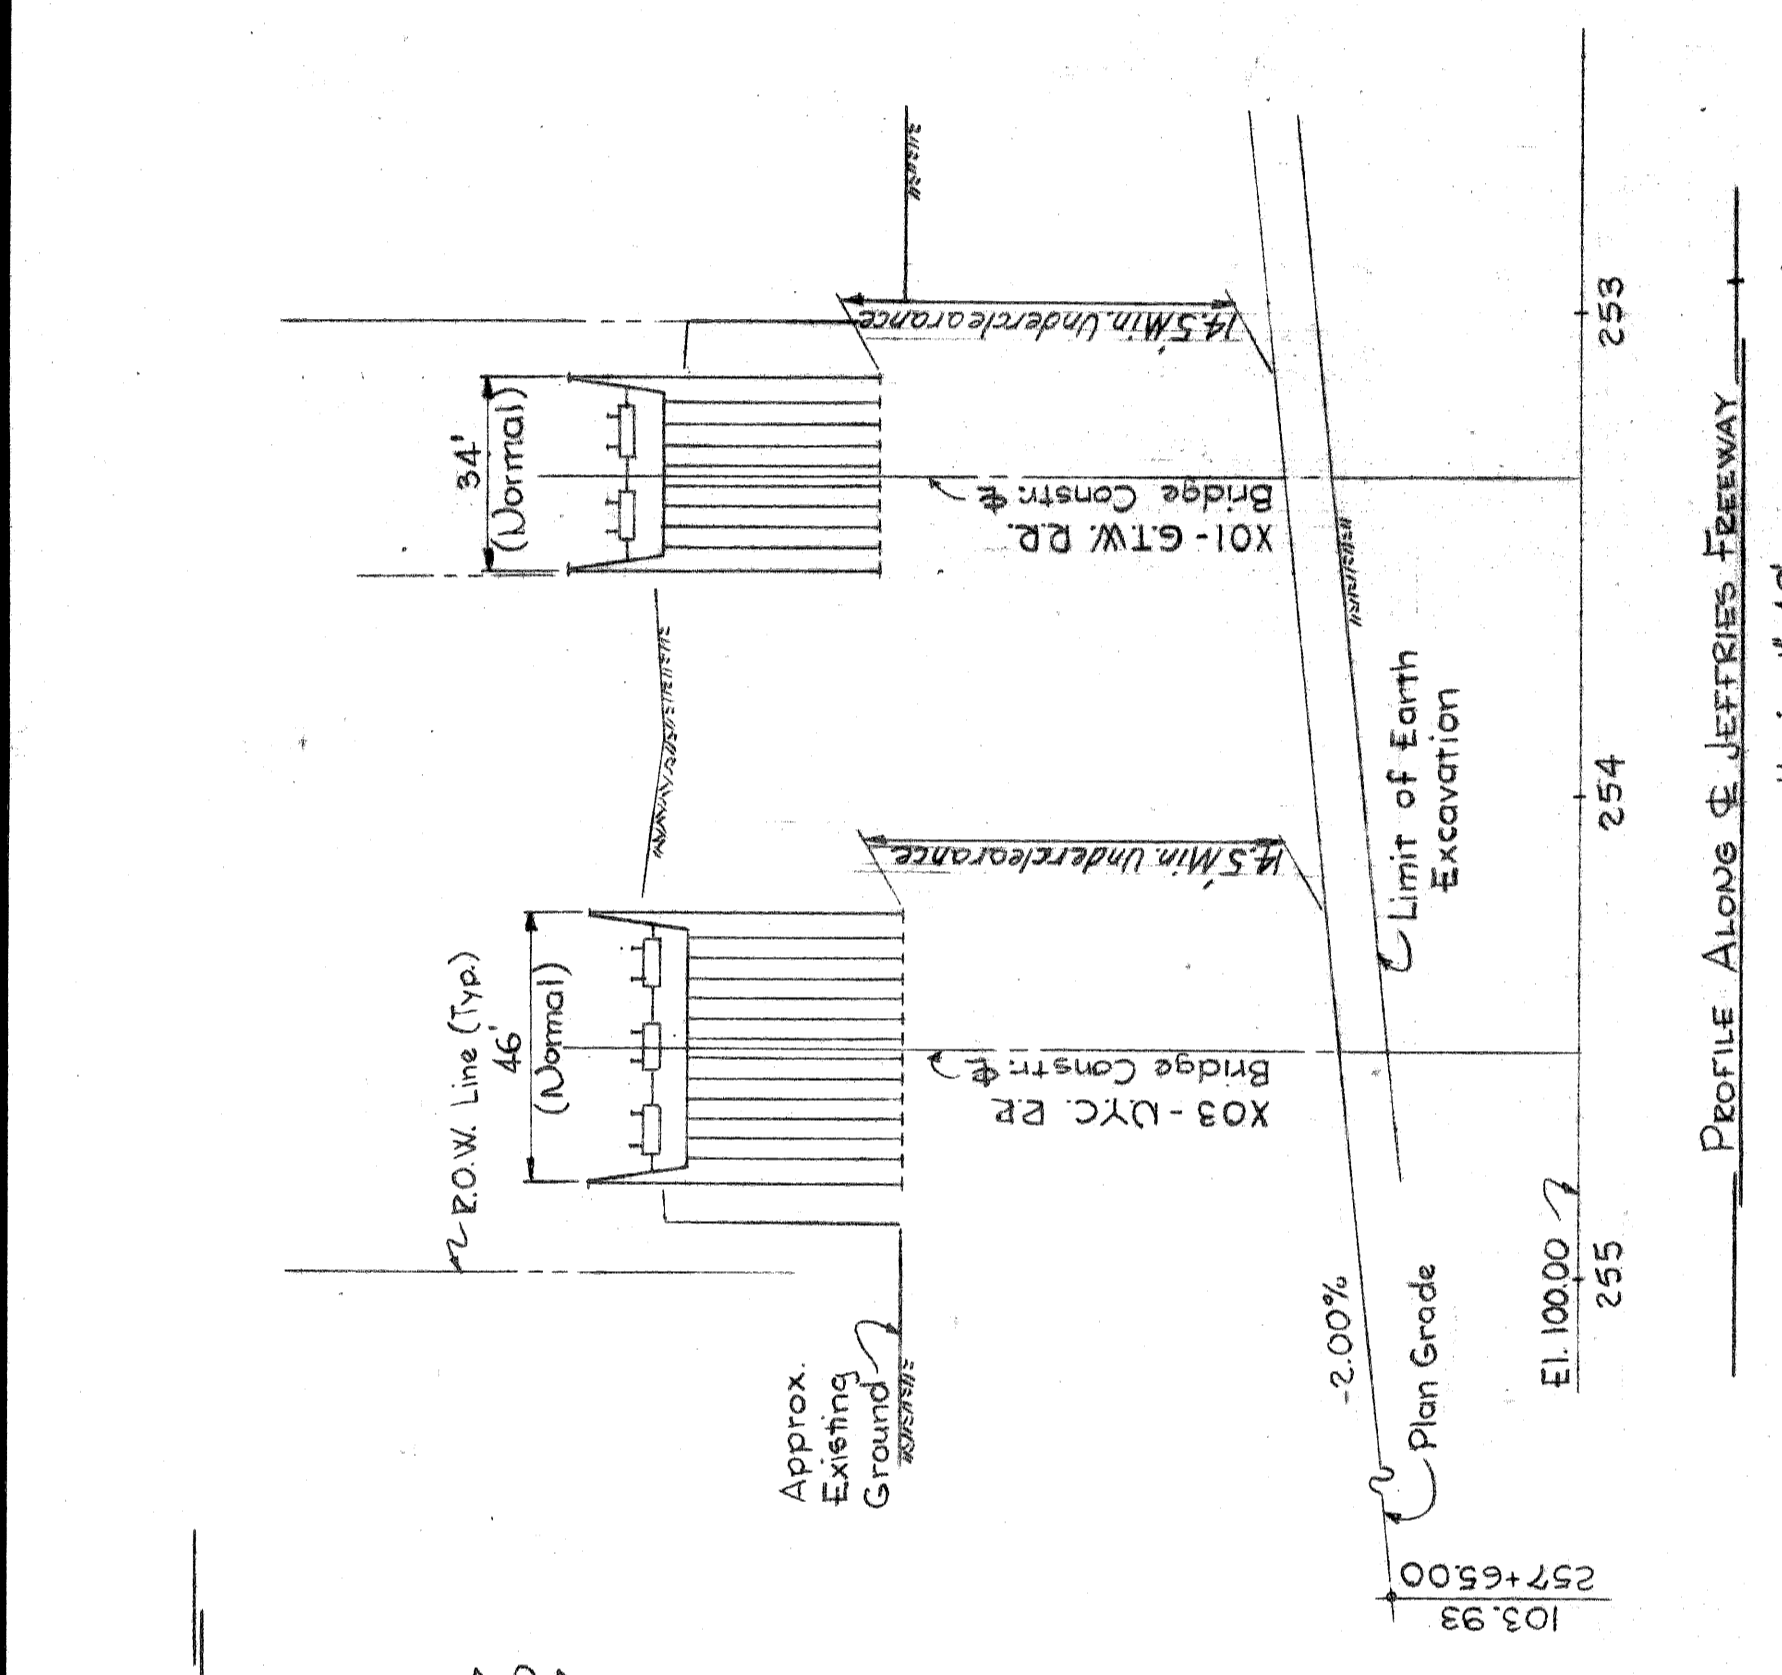 R.O.W. Line (Typ.)
46'
(Normal)
34'
(Normal)
Approx.
Existing
Ground
14.5' Min. Underclearance
14.5' Min. Underclearance
X03 - N.Y.C. R.R.
Bridge Constr. ℄
X01 - G.T.W. R.R.
Bridge Constr. ℄
-2.00%
Plan Grade
Limit of Earth
Excavation
103.93
257+65.00
El. 100.00
255
254
253
PROFILE ALONG ℄ JEFFRIES FREEWAY